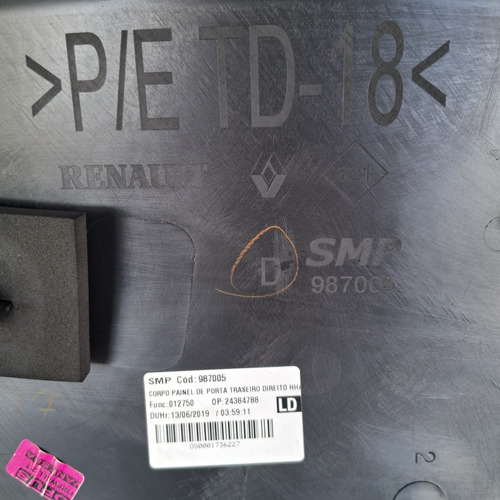 >P/E TD-18<
RENAULT
D
SMP
987005
SMP Cód: 987005
CORPO PAINEL DE PORTA TRASEIRO DIREITO HHA
Func: 012750 OP: 24384788
Dt/Hr: 13/06/2019 / 03:59:11
LD